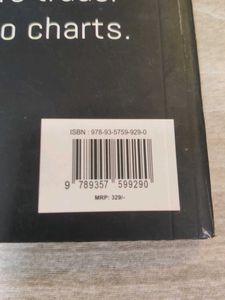 o charts.
ISBN : 978-93-5759-929-0
9 789357 599290
MRP: 329/-